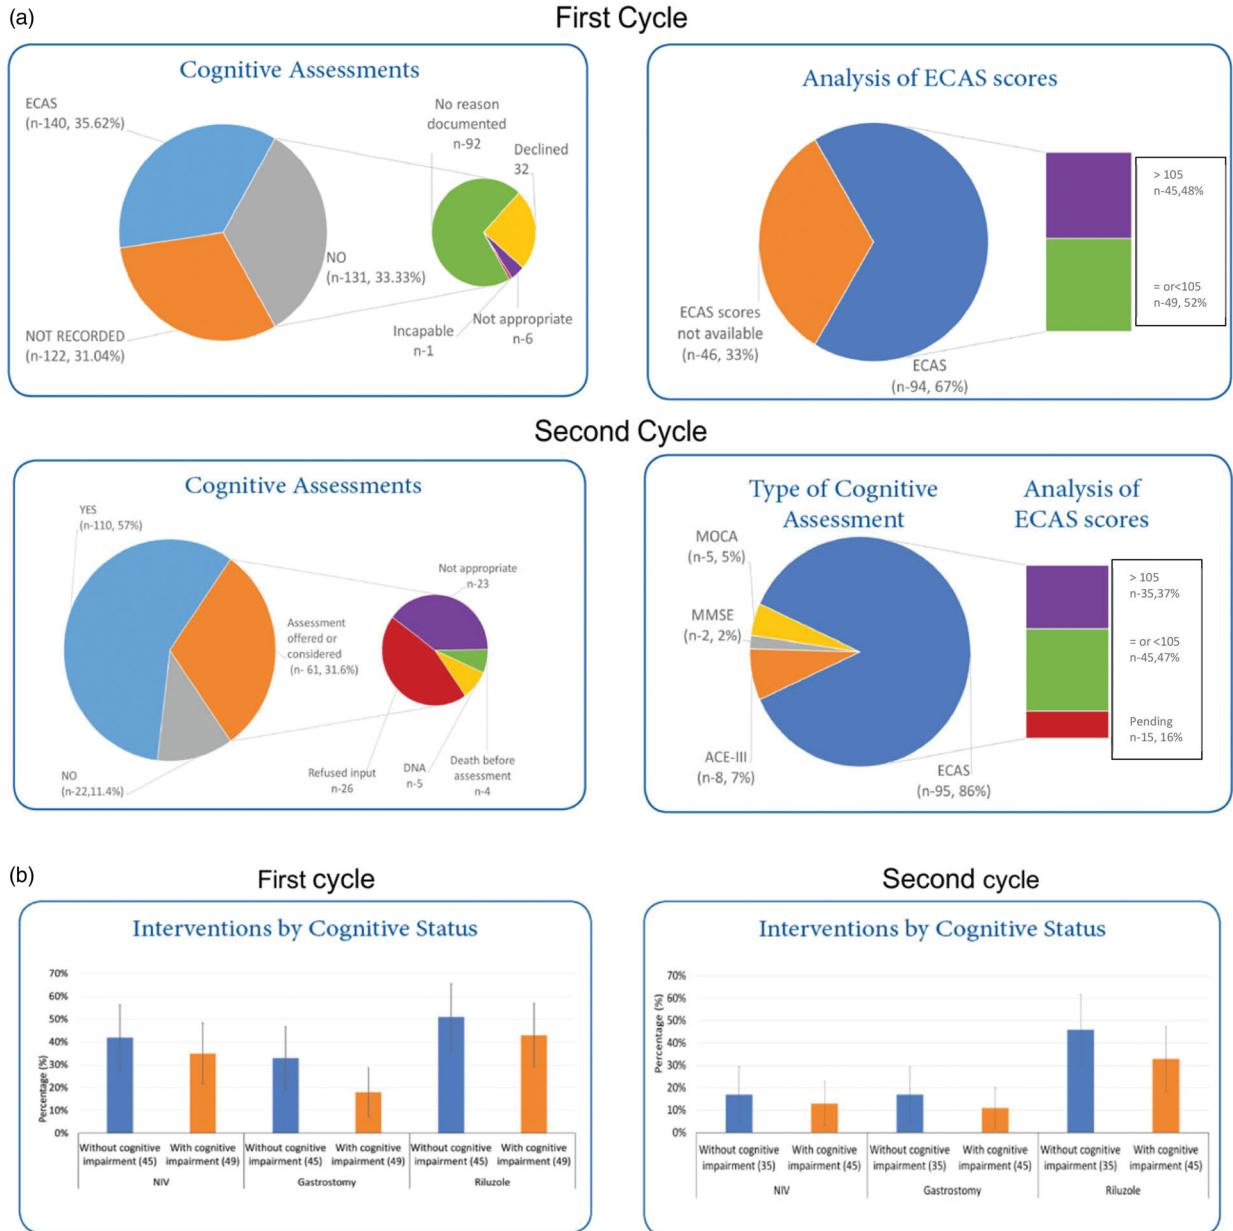 (a)
First Cycle
Cognitive Assessments
ECAS
(n-140, 35.62%)
No reason
documented
n-92
Declined
32
NO
(n-131, 33.33%)
NOT RECORDED
(n-122, 31.04%)
Incapable
n-1
Not appropriate
n-6
Analysis of ECAS scores
> 105
n-45,48%
= or<105
n-49, 52%
ECAS scores
not available
(n-46, 33%)
ECAS
(n-94, 67%)
Second Cycle
Cognitive Assessments
YES
(n-110, 57%)
Not appropriate
n-23
Assessment
offered or
considered
(n- 61, 31.6%)
NO
(n-22,11.4%)
Refused input
n-26
DNA
n-5
Death before
assessment
n-4
Type of Cognitive
Assessment
Analysis of
ECAS scores
MOCA
(n-5, 5%)
MMSE
(n-2, 2%)
ACE-III
(n-8, 7%)
ECAS
(n-95, 86%)
> 105
n-35,37%
= or <105
n-45,47%
Pending
n-15, 16%
(b)
First cycle
Interventions by Cognitive Status
Percentage (%)
70%
60%
50%
40%
30%
20%
10%
0%
Without cognitive
impairment (45)
With cognitive
impairment (49)
Without cognitive
impairment (45)
With cognitive
impairment (49)
Without cognitive
impairment (45)
With cognitive
impairment (49)
NIV
Gastrostomy
Riluzole
Second cycle
Interventions by Cognitive Status
Percentage (%)
70%
60%
50%
40%
30%
20%
10%
0%
Without cognitive
impairment (35)
With cognitive
impairment (45)
Without cognitive
impairment (35)
With cognitive
impairment (45)
Without cognitive
impairment (35)
With cognitive
impairment (45)
NIV
Gastrostomy
Riluzole